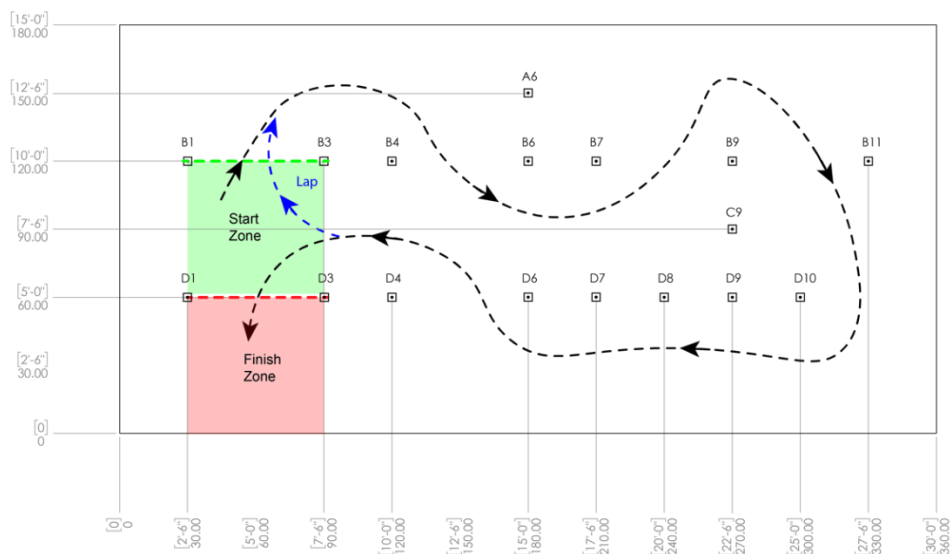 [15'-0"]
180.00
[12'-6"]
150.00
A6
[10'-0"]
120.00
B1
B3
B4
B6
B7
B9
B11
Lap
Start
Zone
[7'-6"]
90.00
C9
[5'-0"]
60.00
D1
D3
D4
D6
D7
D8
D9
D10
[2'-6"]
30.00
Finish
Zone
[0]
0
[0]
0
[2'-6"]
30.00
[5'-0"]
60.00
[7'-6"]
90.00
[10'-0"]
120.00
[12'-6"]
150.00
[15'-0"]
180.00
[17'-6"]
210.00
[20'-0"]
240.00
[22'-6"]
270.00
[25'-0"]
300.00
[27'-6"]
330.00
[30'-0"]
360.00